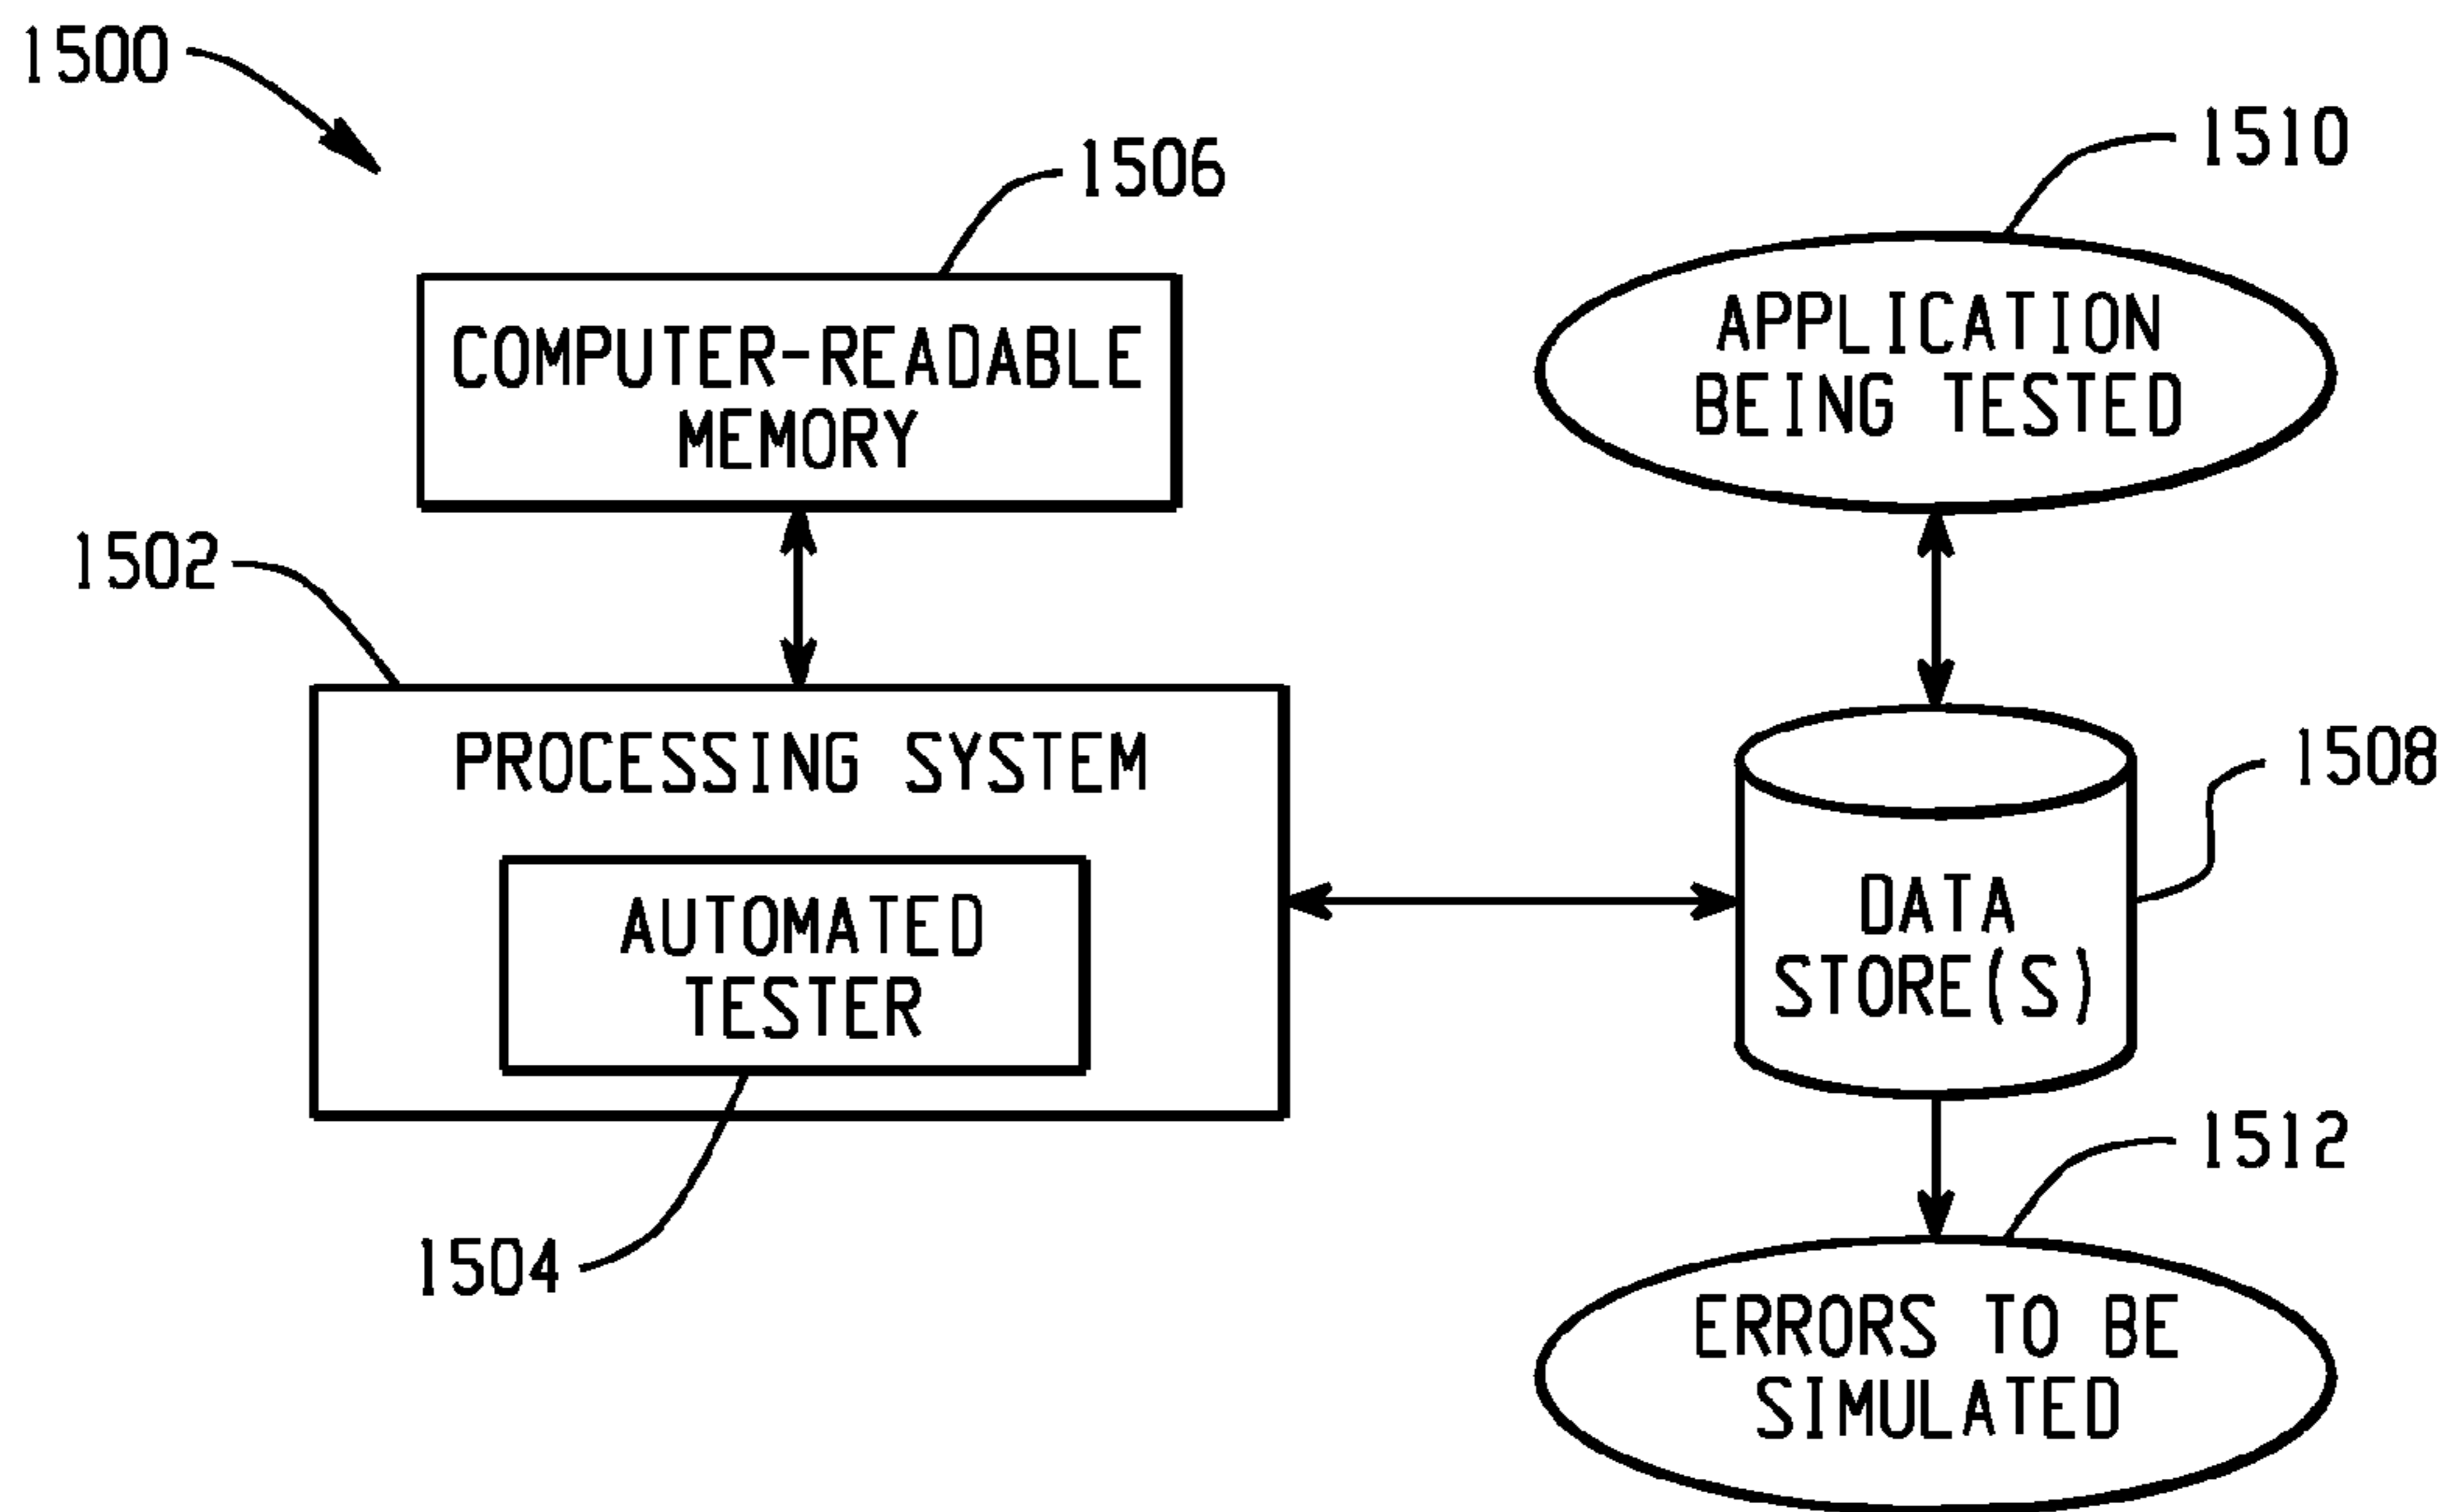 1500
1506
1510
COMPUTER-READABLE
MEMORY
APPLICATION
BEING TESTED
1502
PROCESSING SYSTEM
1508
AUTOMATED
TESTER
DATA
STORE(S)
1504
1512
ERRORS TO BE
SIMULATED